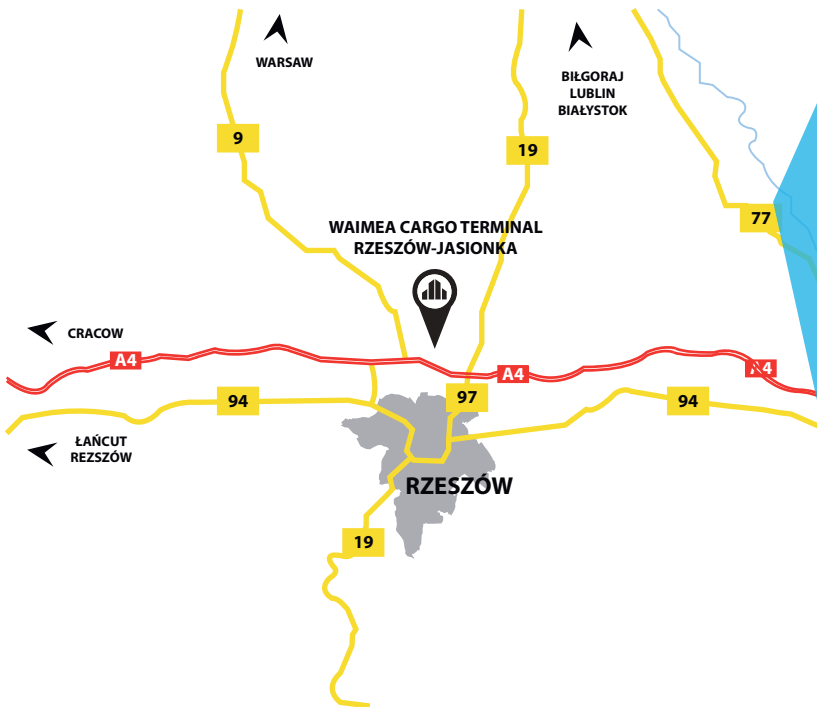 WARSAW
BIŁGORAJ
LUBLIN
BIAŁYSTOK
9
19
77
WAIMEA CARGO TERMINAL
RZESZÓW-JASIONKA
CRACOW
A4
A4
A4
94
97
94
ŁAŃCUT
REZSZÓW
RZESZÓW
19